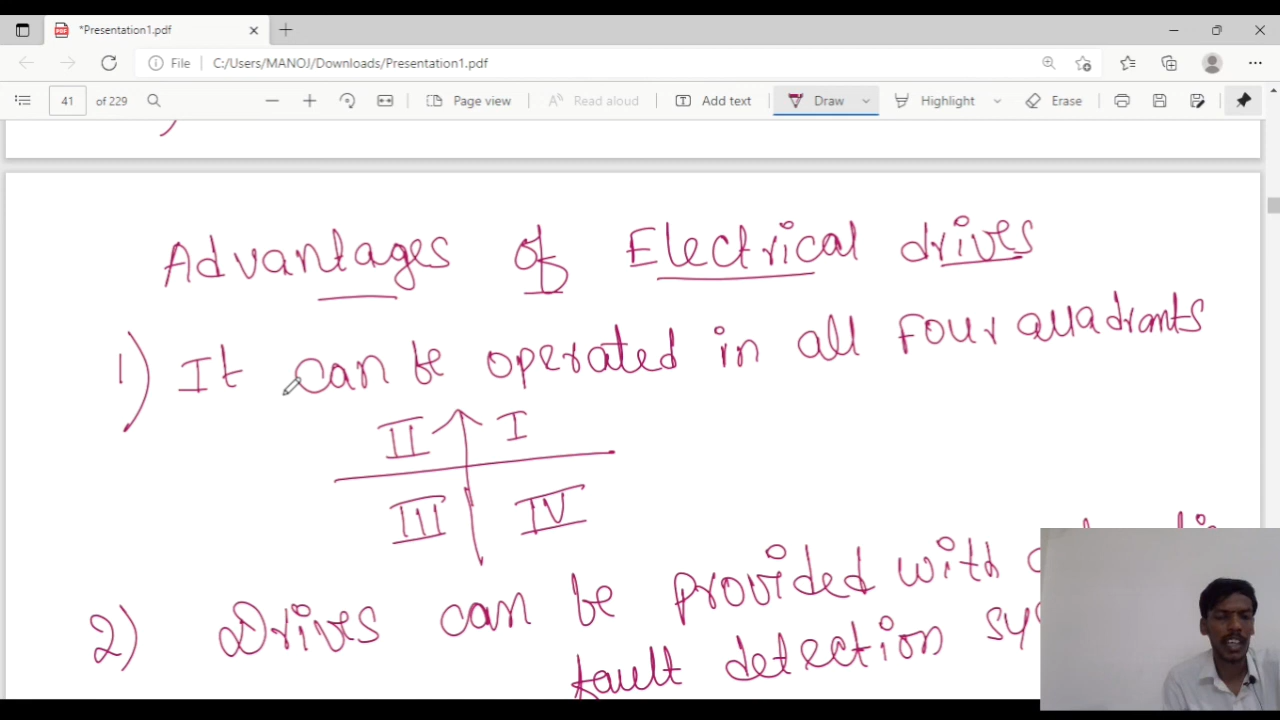 *Presentation1.pdf
File C:/Users/MANOJ/Downloads/Presentation1.pdf
41 of 229 Page view Read aloud Add text Draw Highlight Erase
Advantages of Electrical drives
1) It can be operated in all four quadrants
II I
III IV
2) Drives can be provided with
fault detection